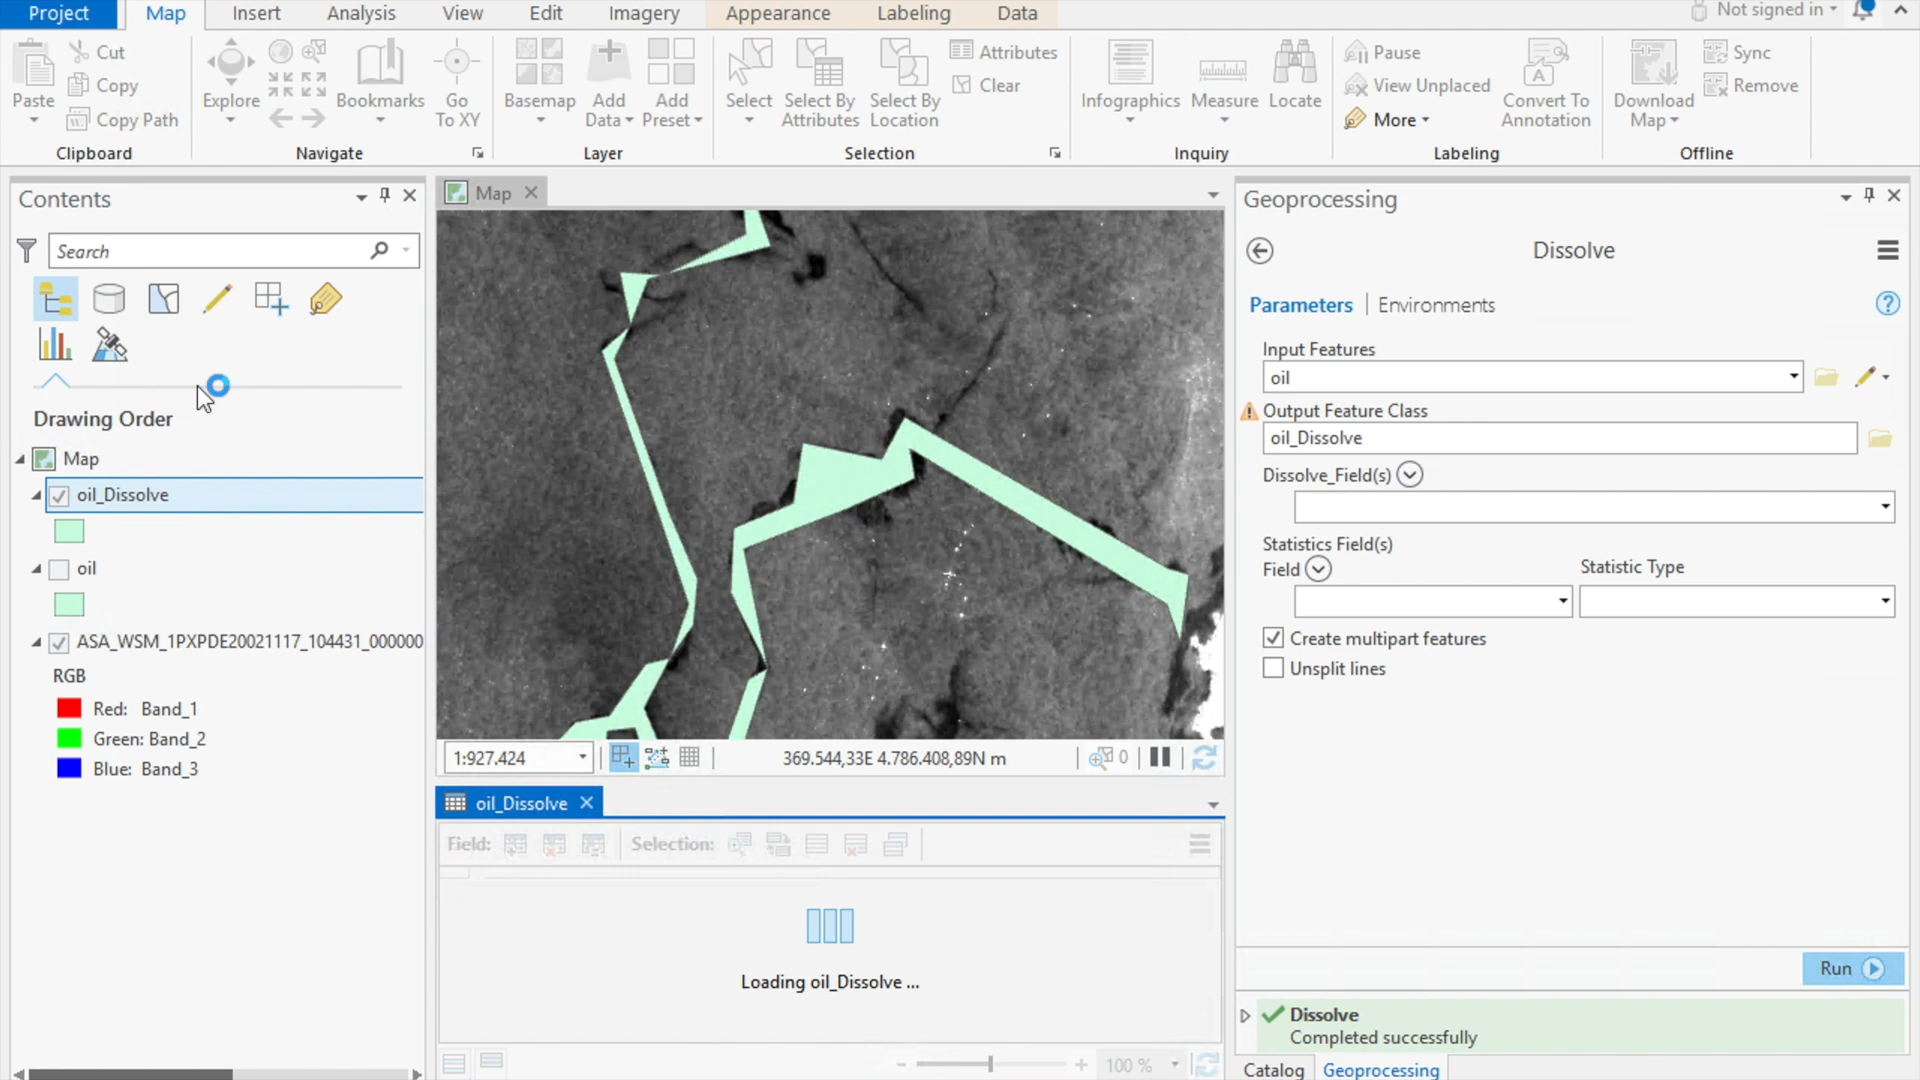 Project Map Insert Analysis View Edit Imagery Appearance Labeling Data Not signed in
Paste
Cut
Copy
Copy Path
Clipboard
Explore
Bookmarks
Go To XY
Navigate
Basemap
Add Data
Add Preset
Layer
Select
Select By Attributes
Select By Location
Attributes
Clear
Selection
Infographics
Measure
Locate
Inquiry
Pause
View Unplaced
More
Convert To Annotation
Labeling
Download Map
Sync
Remove
Offline
Contents
Search
Drawing Order
Map
oil_Dissolve
oil
ASA_WSM_1PXPDE20021117_104431_000000
RGB
Red: Band_1
Green: Band_2
Blue: Band_3
Map
1:927.424
369.544,33E 4.786.408,89N m
0
oil_Dissolve
Field:
Selection:
Loading oil_Dissolve ...
100 %
Geoprocessing
Dissolve
Parameters
Environments
Input Features
oil
Output Feature Class
oil_Dissolve
Dissolve_Field(s)
Statistics Field(s)
Field
Statistic Type
Create multipart features
Unsplit lines
Run
Dissolve
Completed successfully
Catalog
Geoprocessing